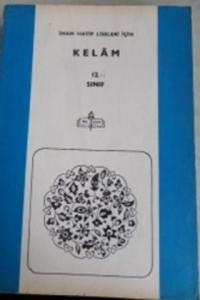 İMAM HATİP LİSELERİ İÇİN
KELÂM
12.
SINIF